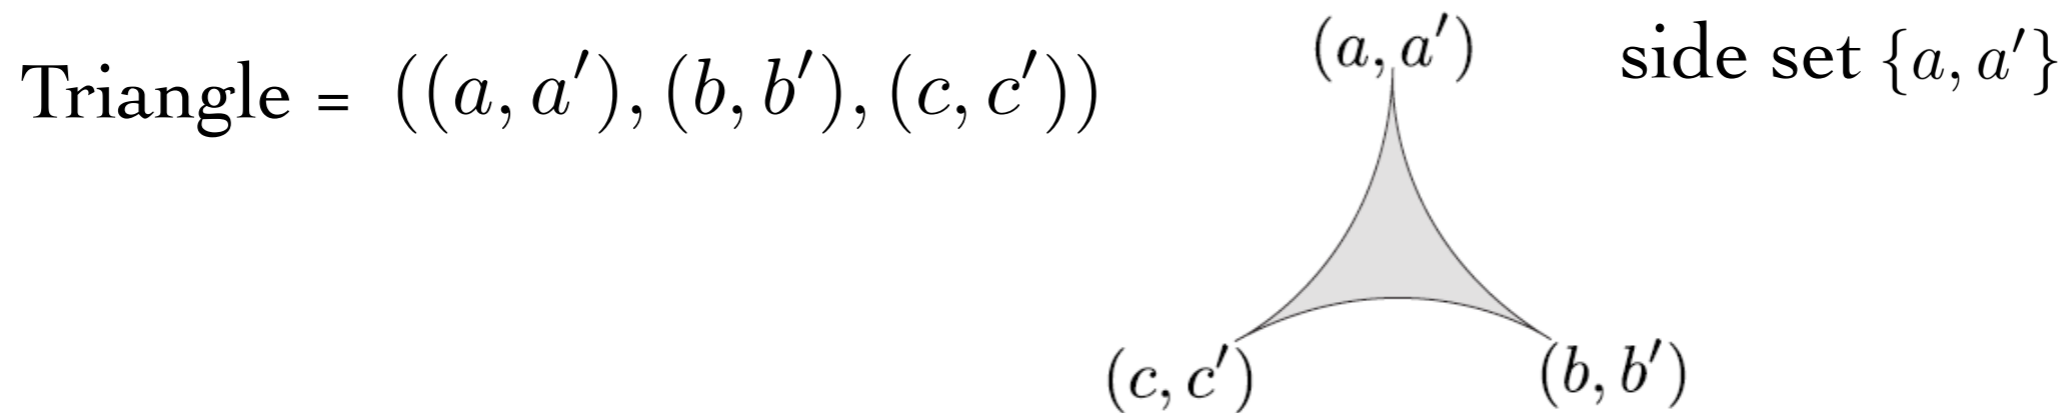 Triangle = ((a, a′), (b, b′), (c, c′))
(a, a′)
side set {a, a′}
(c, c′)
(b, b′)